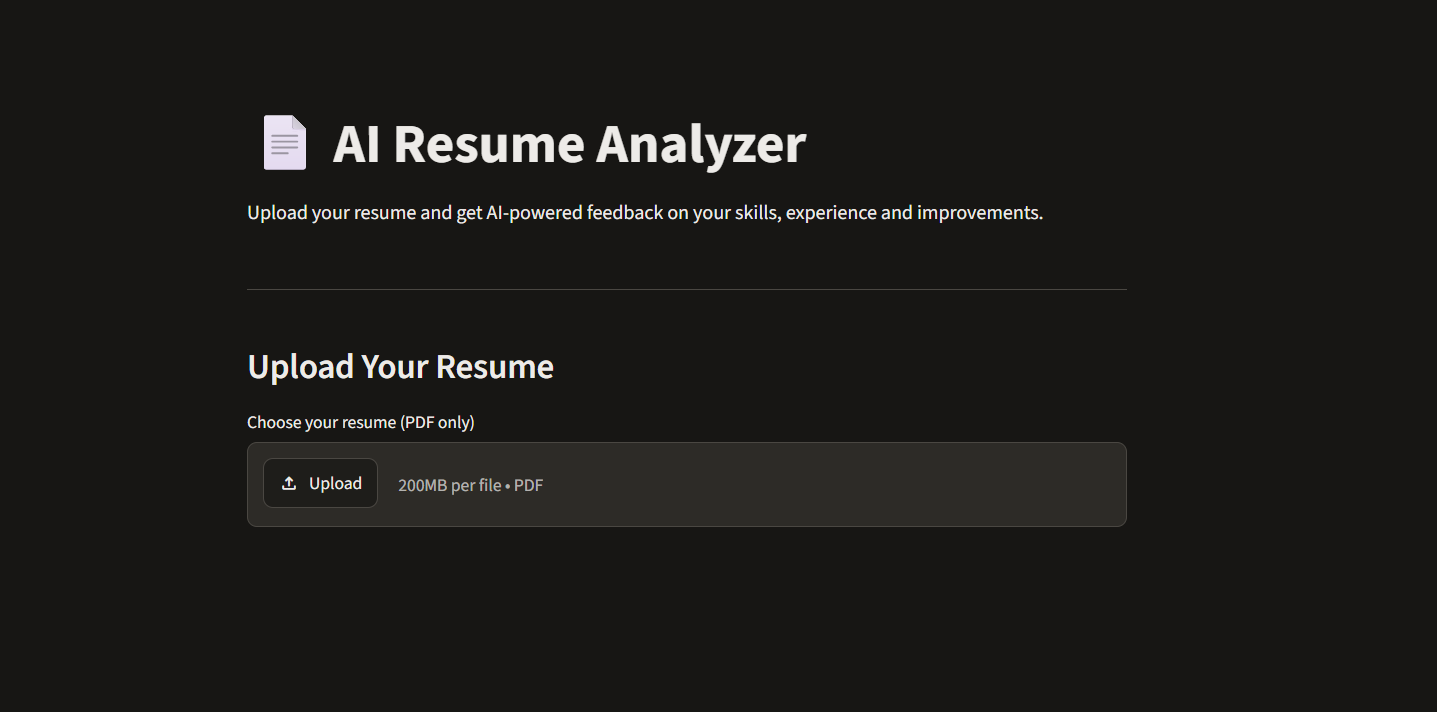 AI Resume Analyzer
Upload your resume and get AI-powered feedback on your skills, experience and improvements.
Upload Your Resume
Choose your resume (PDF only)
Upload
200MB per file • PDF